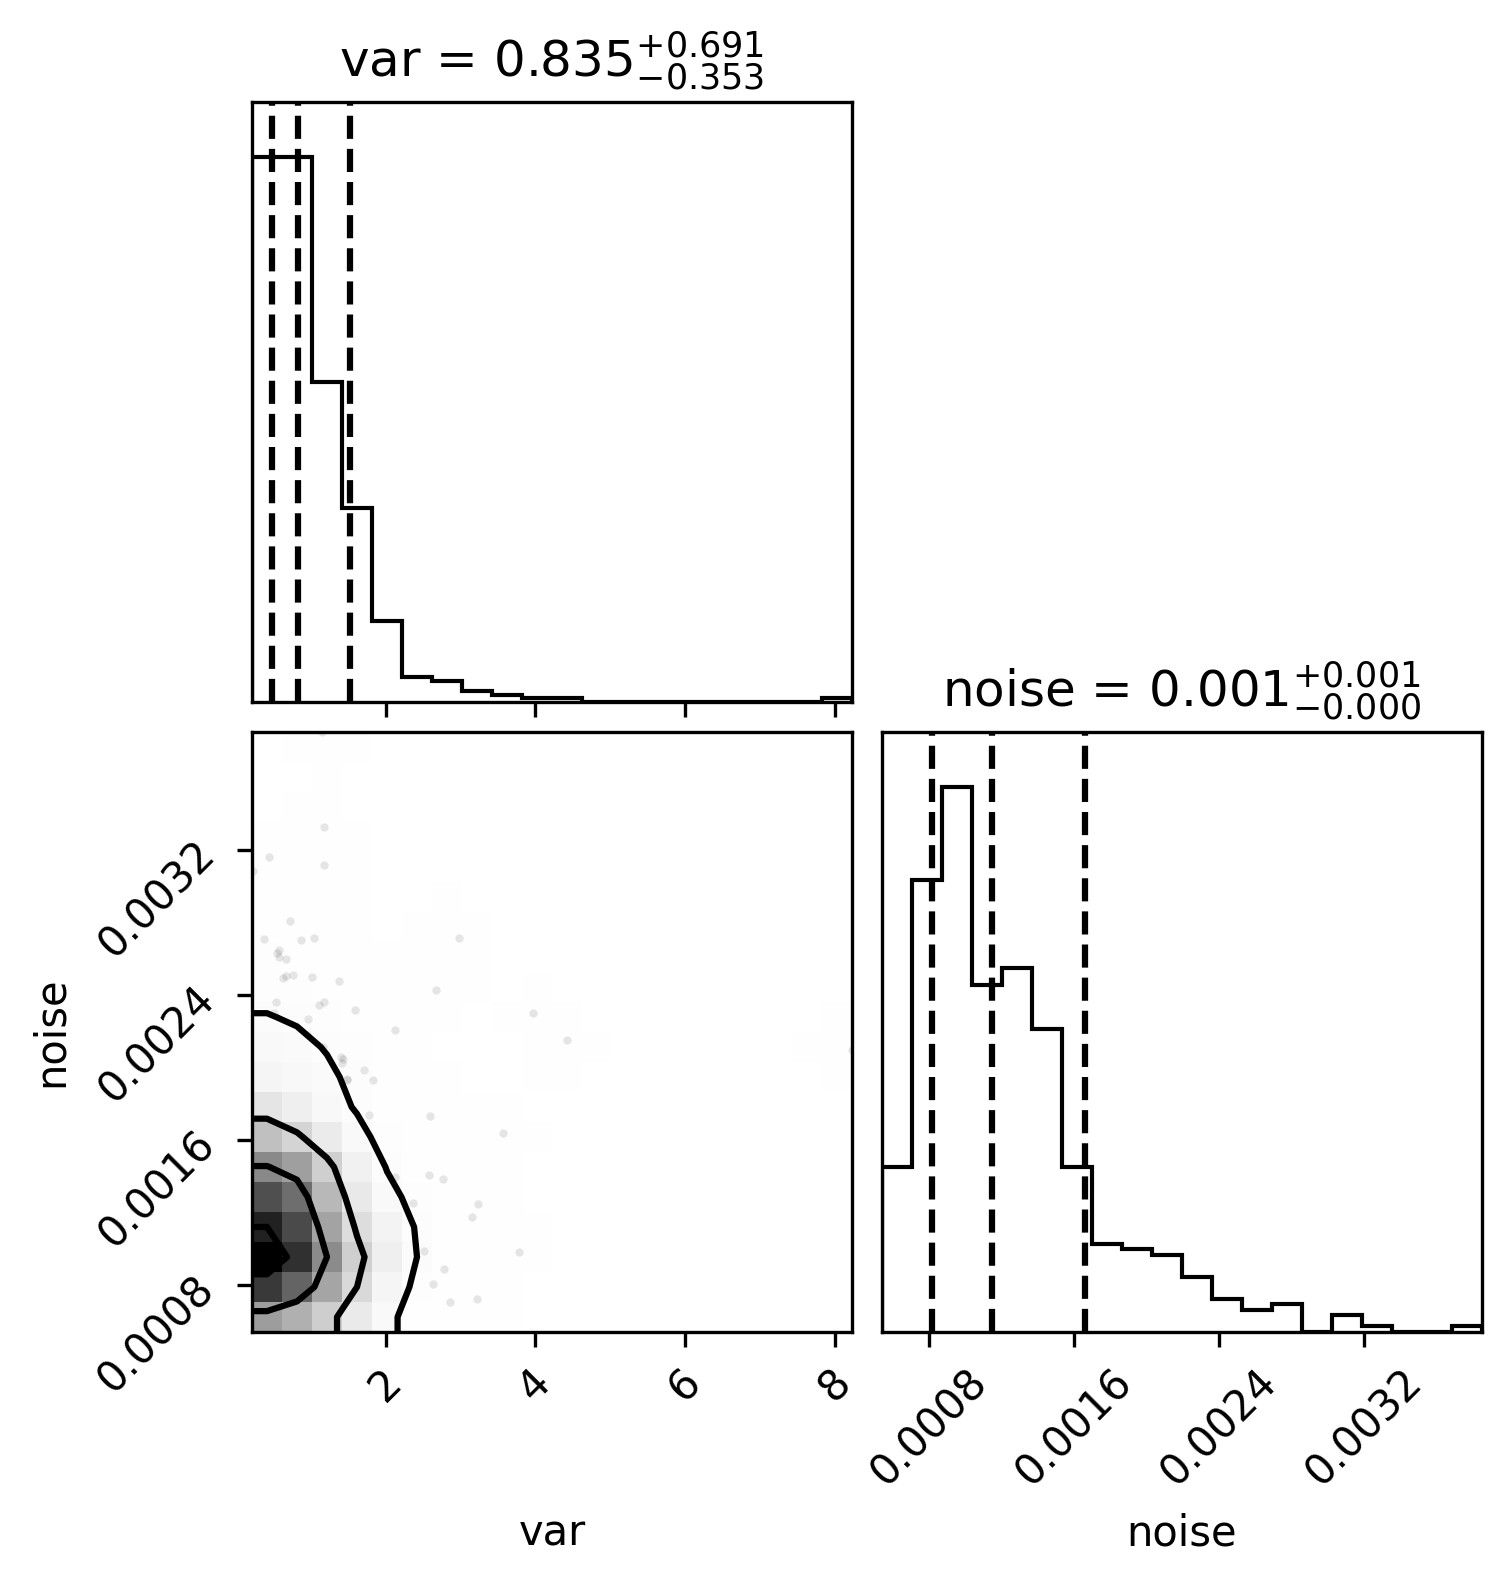 var = 0.835 +0.691 −0.353
noise = 0.001 +0.001 −0.000
0.0032
0.0024
0.0016
0.0008
noise
2 4 6 8
0.0008 0.0016 0.0024 0.0032
var
noise